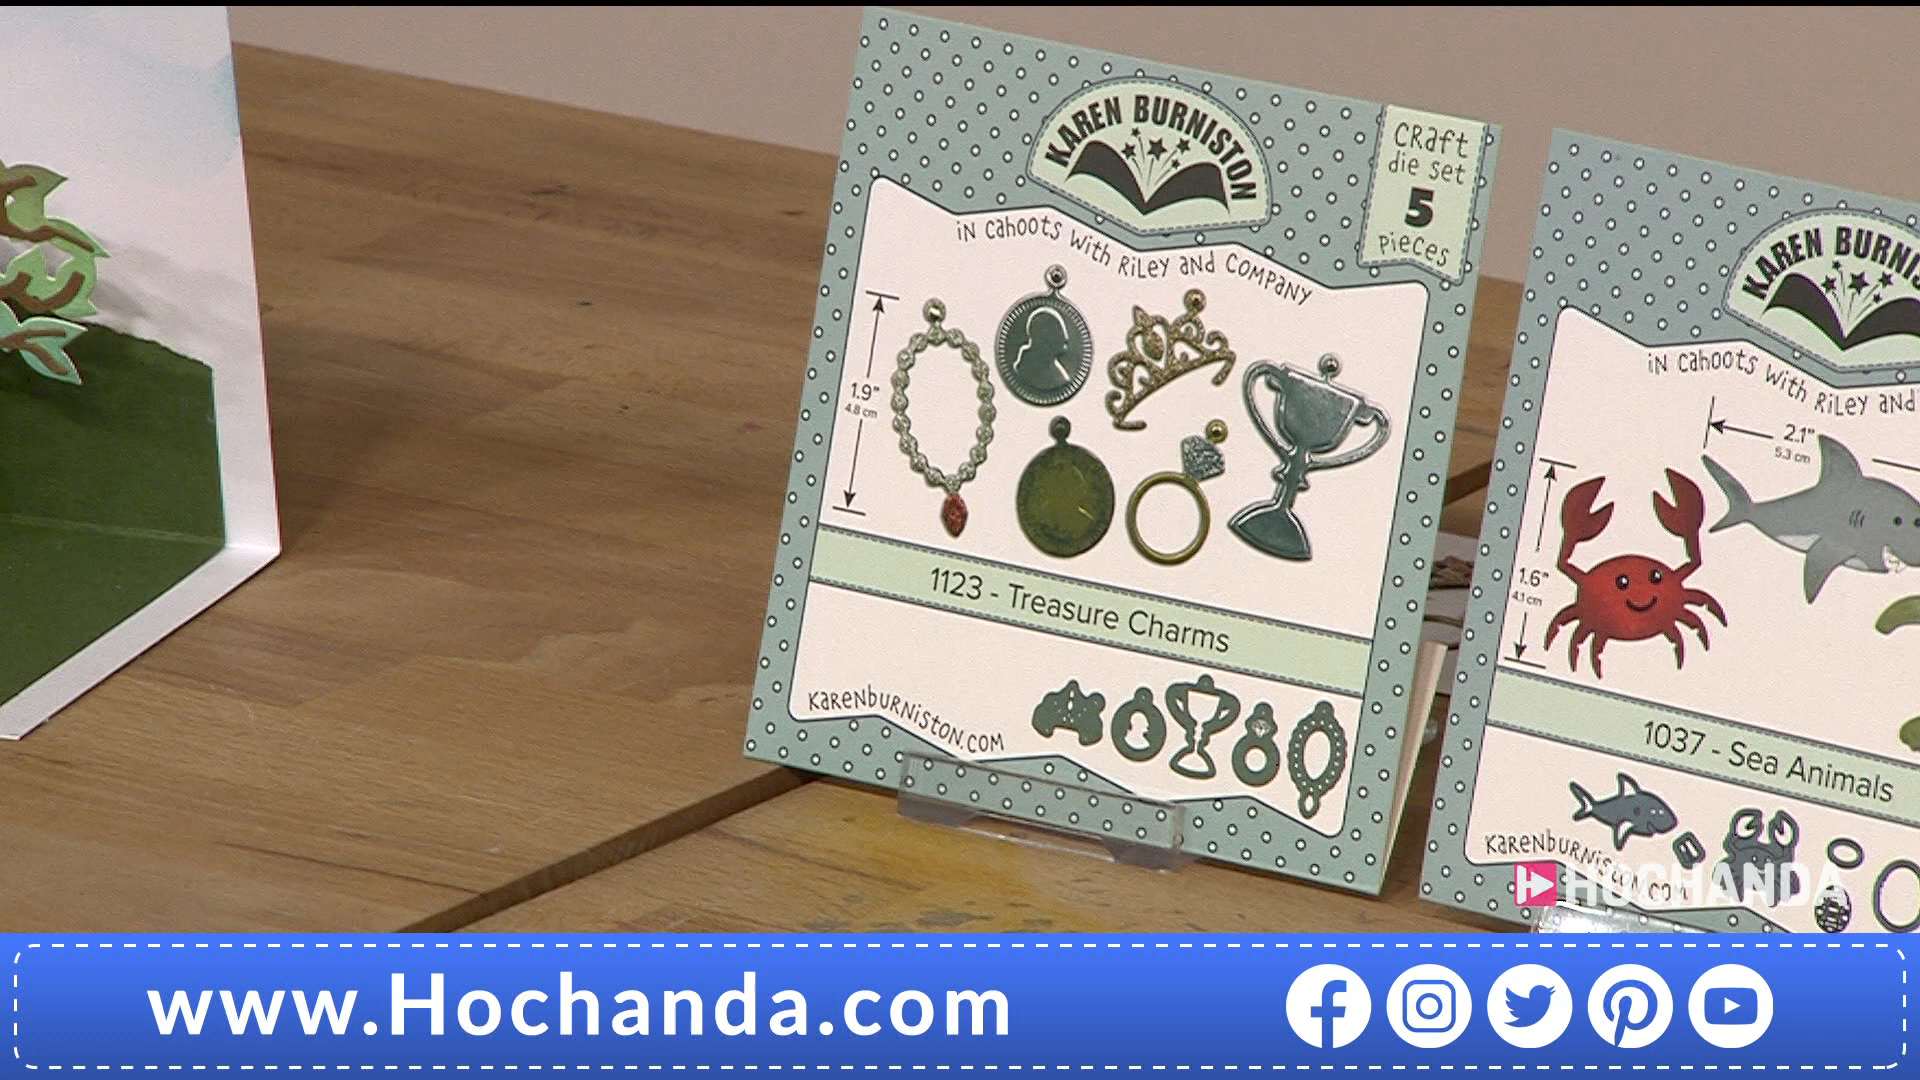 KAREN BURNISTON
CRaft
die set
5
pieces
iN cahoots with RiLey and COMPANY
1.9"
4.8 cm
1123 - Treasure Charms
KaRENbURNiSTON.COM
KAREN BURNIS
iN cahoots with RiLey and
2.1"
5.3 cm
1.6"
4.1 cm
1037 - Sea Animals
KaRENbURNiSTON.COM
HOCHANDA
www.Hochanda.com